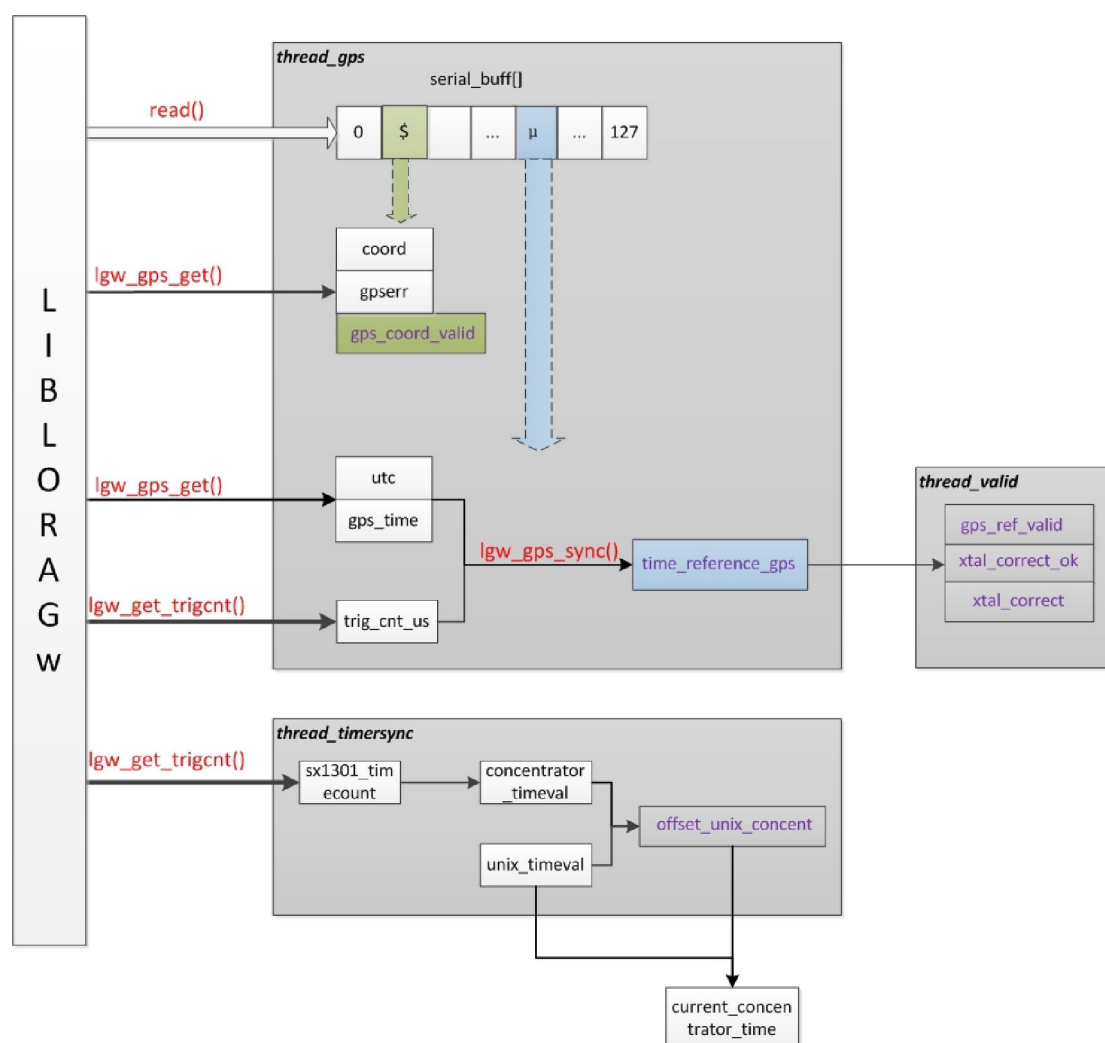 LIBLORAGw
thread_gps
serial_buff[]
read()
0 $ ... μ ... 127
coord
lgw_gps_get()
gpserr
gps_coord_valid
lgw_gps_get()
utc
gps_time
lgw_gps_sync()
time_reference_gps
lgw_get_trigcnt()
trig_cnt_us
thread_valid
gps_ref_valid
xtal_correct_ok
xtal_correct
thread_timersync
lgw_get_trigcnt()
sx1301_tim
ecount
concentrator
_timeval
offset_unix_concent
unix_timeval
current_concen
trator_time